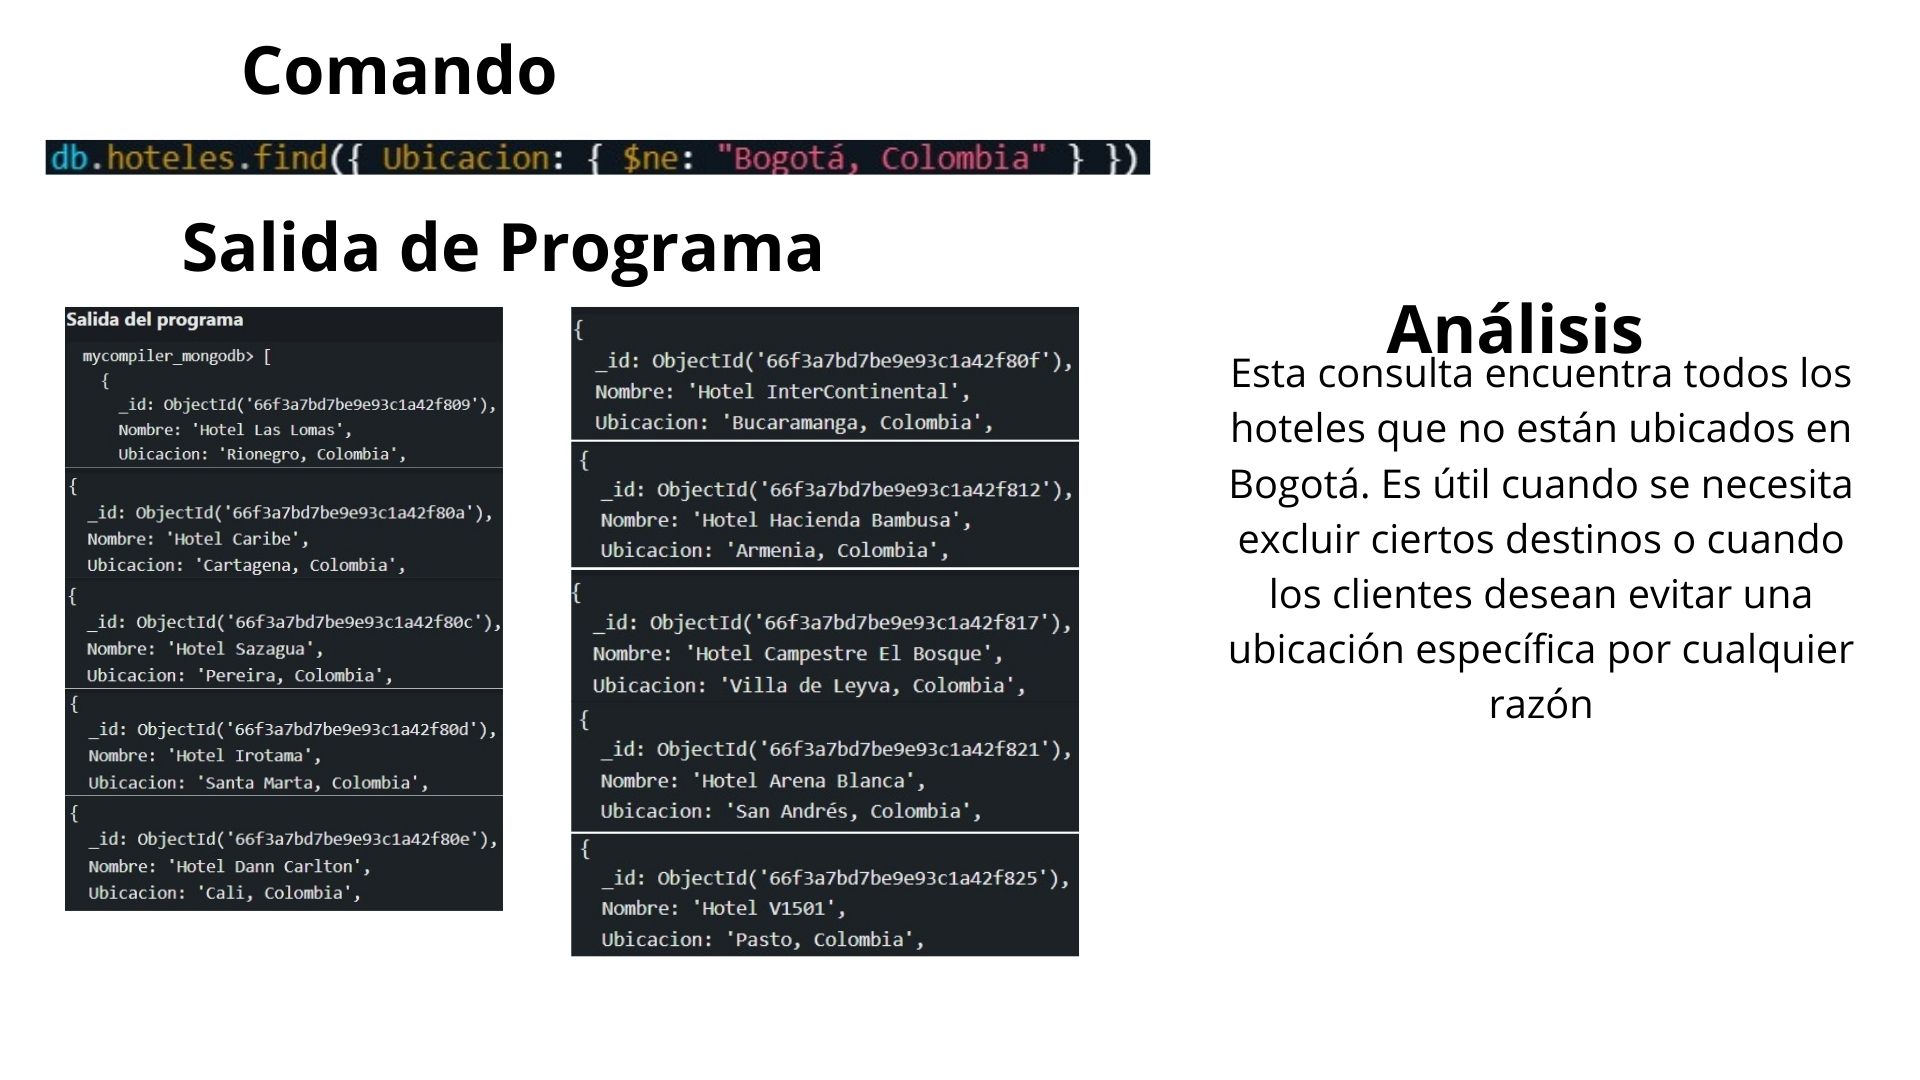 Comando
db.hoteles.find({ Ubicacion: { $ne: "Bogotá, Colombia" } })
Salida de Programa
Salida del programa
mycompiler_mongodb> [
{
_id: ObjectId('66f3a7bd7be9e93c1a42f809'),
Nombre: 'Hotel Las Lomas',
Ubicacion: 'Rionegro, Colombia',
{
_id: ObjectId('66f3a7bd7be9e93c1a42f80a'),
Nombre: 'Hotel Caribe',
Ubicacion: 'Cartagena, Colombia',
{
_id: ObjectId('66f3a7bd7be9e93c1a42f80c'),
Nombre: 'Hotel Sazagua',
Ubicacion: 'Pereira, Colombia',
{
_id: ObjectId('66f3a7bd7be9e93c1a42f80d'),
Nombre: 'Hotel Irotama',
Ubicacion: 'Santa Marta, Colombia',
{
_id: ObjectId('66f3a7bd7be9e93c1a42f80e'),
Nombre: 'Hotel Dann Carlton',
Ubicacion: 'Cali, Colombia',
{
_id: ObjectId('66f3a7bd7be9e93c1a42f80f'),
Nombre: 'Hotel InterContinental',
Ubicacion: 'Bucaramanga, Colombia',
{
_id: ObjectId('66f3a7bd7be9e93c1a42f812'),
Nombre: 'Hotel Hacienda Bambusa',
Ubicacion: 'Armenia, Colombia',
{
_id: ObjectId('66f3a7bd7be9e93c1a42f817'),
Nombre: 'Hotel Campestre El Bosque',
Ubicacion: 'Villa de Leyva, Colombia',
{
_id: ObjectId('66f3a7bd7be9e93c1a42f821'),
Nombre: 'Hotel Arena Blanca',
Ubicacion: 'San Andrés, Colombia',
{
_id: ObjectId('66f3a7bd7be9e93c1a42f825'),
Nombre: 'Hotel V1501',
Ubicacion: 'Pasto, Colombia',
Análisis
Esta consulta encuentra todos los
hoteles que no están ubicados en
Bogotá. Es útil cuando se necesita
excluir ciertos destinos o cuando
los clientes desean evitar una
ubicación específica por cualquier
razón